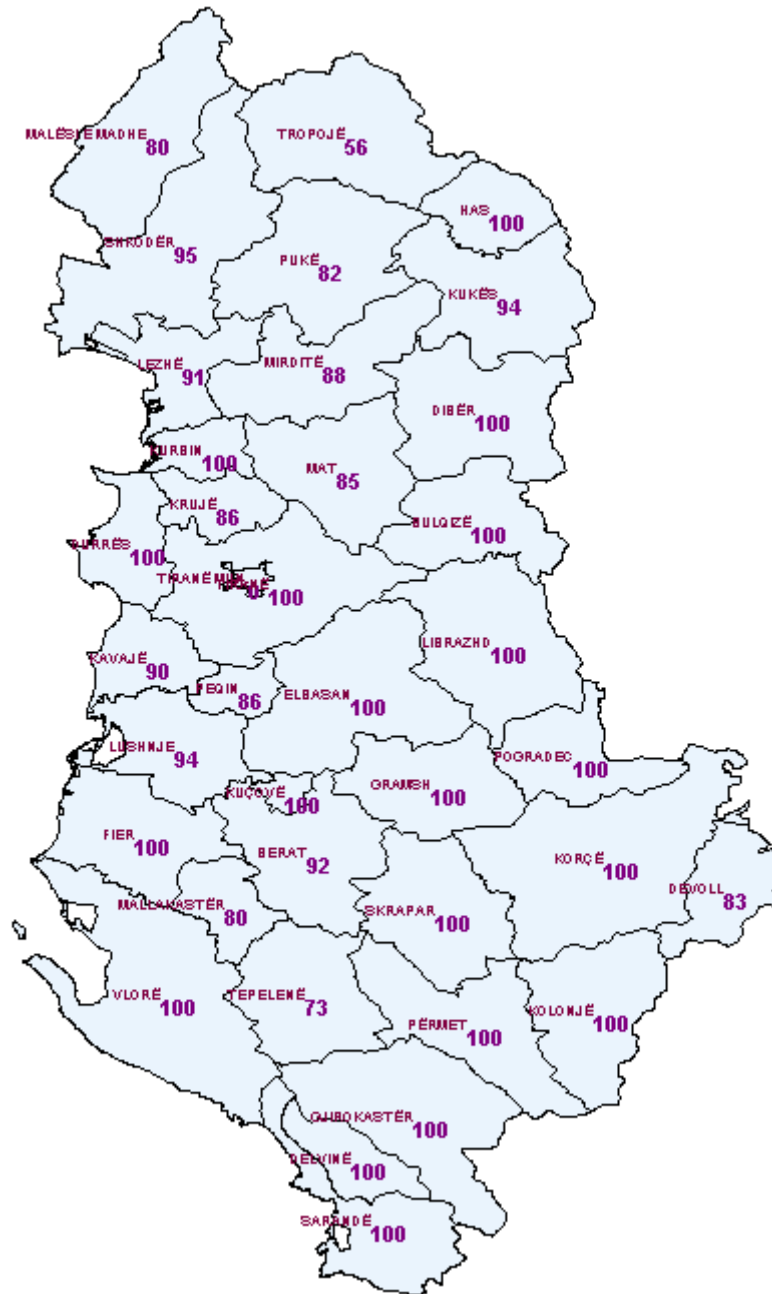 MALËSI E MADHE
80
TROPOJË
56
HAS
100
SHKODËR
95
PUKË
82
KUKËS
94
LEZHË
91
MIRDITË
88
DIBËR
100
KURBIN
100
MAT
85
KRUJË
86
BULQIZË
100
DURRËS
100
TIRANË
0
100
LIBRAZHD
100
KAVAJË
90
PEQIN
86
ELBASAN
100
LUSHNJE
94
POGRADEC
100
KUÇOVË
100
GRAMSH
100
FIER
100
BERAT
92
KORÇË
100
DEVOLL
83
MALLAKASTËR
80
SKRAPAR
100
VLORË
100
TEPELENË
73
PËRMET
100
KOLONJË
100
GJIROKASTËR
100
DELVINË
100
SARANDË
100